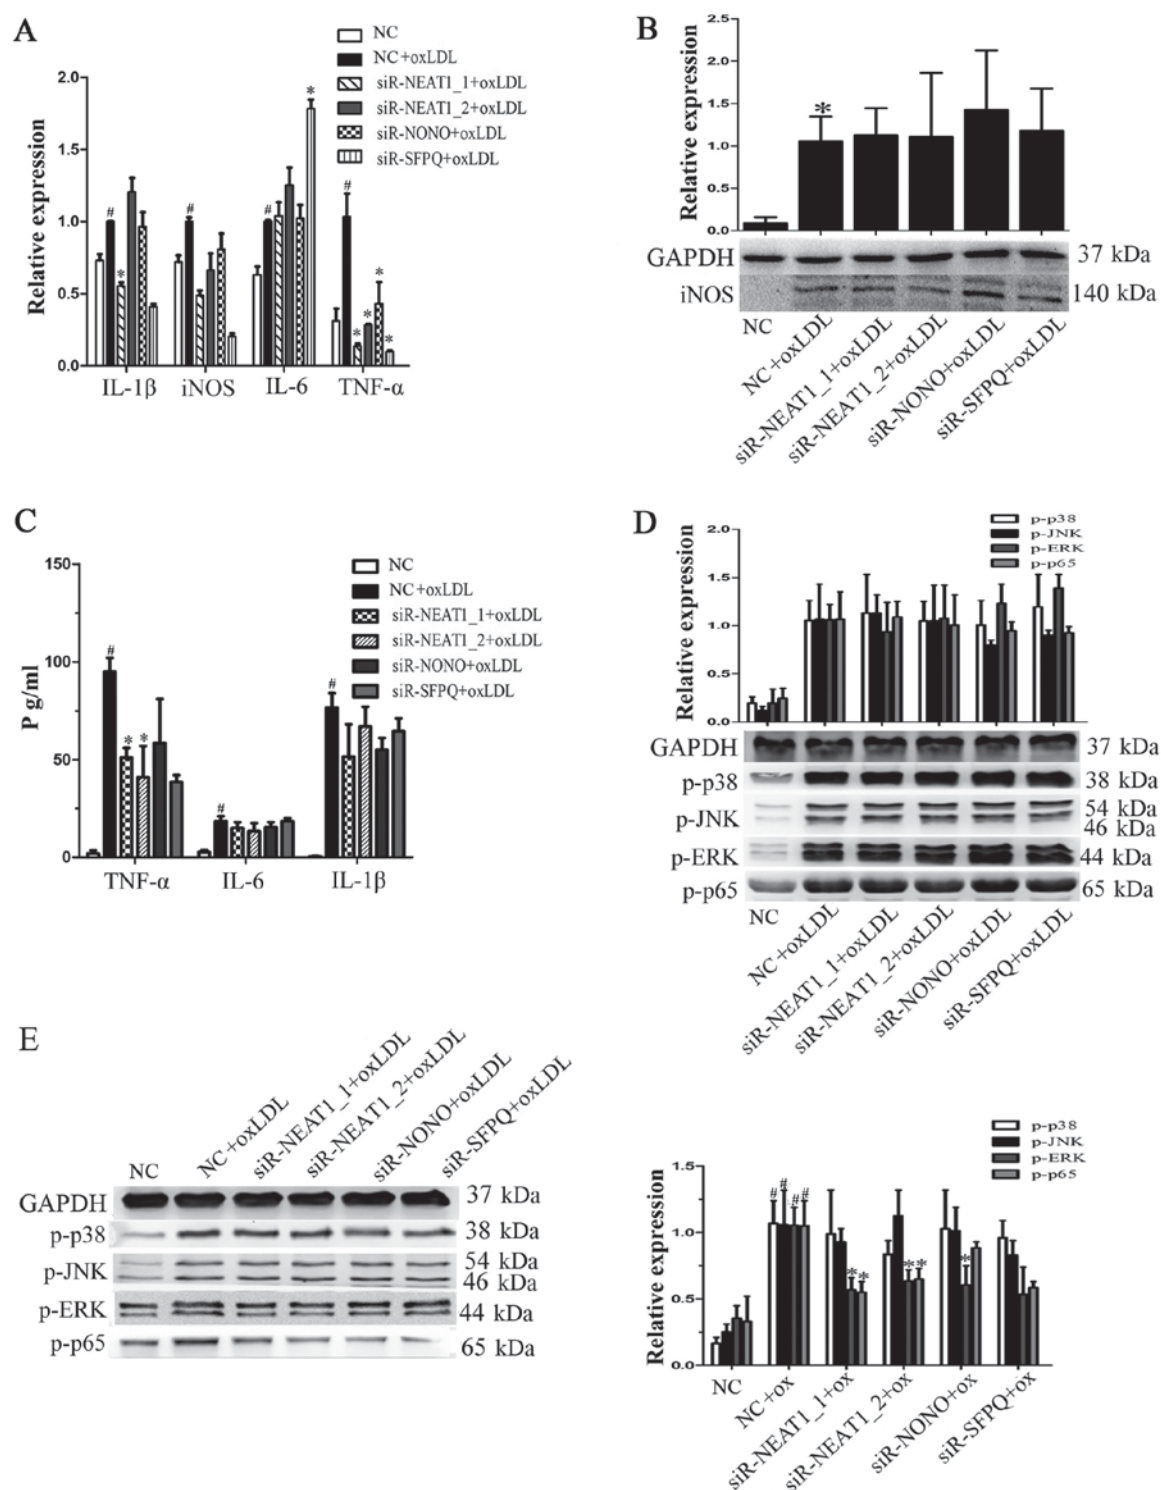 A
NC
NC+oxLDL
siR-NEAT1_1+oxLDL
siR-NEAT1_2+oxLDL
siR-NONO+oxLDL
siR-SFPQ+oxLDL
Relative expression
2.0
1.5
1.0
0.5
0.0
# * # # * # * * * *
IL-1β iNOS IL-6 TNF-α
B
Relative expression
2.5
2.0
1.5
1.0
0.5
0.0
*
GAPDH 37 kDa
iNOS 140 kDa
NC
NC+oxLDL
siR-NEAT1_1+oxLDL
siR-NEAT1_2+oxLDL
siR-NONO+oxLDL
siR-SFPQ+oxLDL
C
NC
NC+oxLDL
siR-NEAT1_1+oxLDL
siR-NEAT1_2+oxLDL
siR-NONO+oxLDL
siR-SFPQ+oxLDL
P g/ml
150
100
50
0
# * * # #
TNF-α IL-6 IL-1β
D
p-p38
p-JNK
p-ERK
p-p65
Relative expression
2.0
1.5
1.0
0.5
0.0
GAPDH 37 kDa
p-p38 38 kDa
p-JNK 54 kDa
46 kDa
p-ERK 44 kDa
p-p65 65 kDa
NC
NC+oxLDL
siR-NEAT1_1+oxLDL
siR-NEAT1_2+oxLDL
siR-NONO+oxLDL
siR-SFPQ+oxLDL
E
NC
NC+oxLDL
siR-NEAT1_1+oxLDL
siR-NEAT1_2+oxLDL
siR-NONO+oxLDL
siR-SFPQ+oxLDL
GAPDH 37 kDa
p-p38 38 kDa
p-JNK 54 kDa
46 kDa
p-ERK 44 kDa
p-p65 65 kDa
p-p38
p-JNK
p-ERK
p-p65
Relative expression
1.5
1.0
0.5
0.0
# # # # * * * * *
NC
NC+ox
siR-NEAT1_1+ox
siR-NEAT1_2+ox
siR-NONO+ox
siR-SFPQ+ox